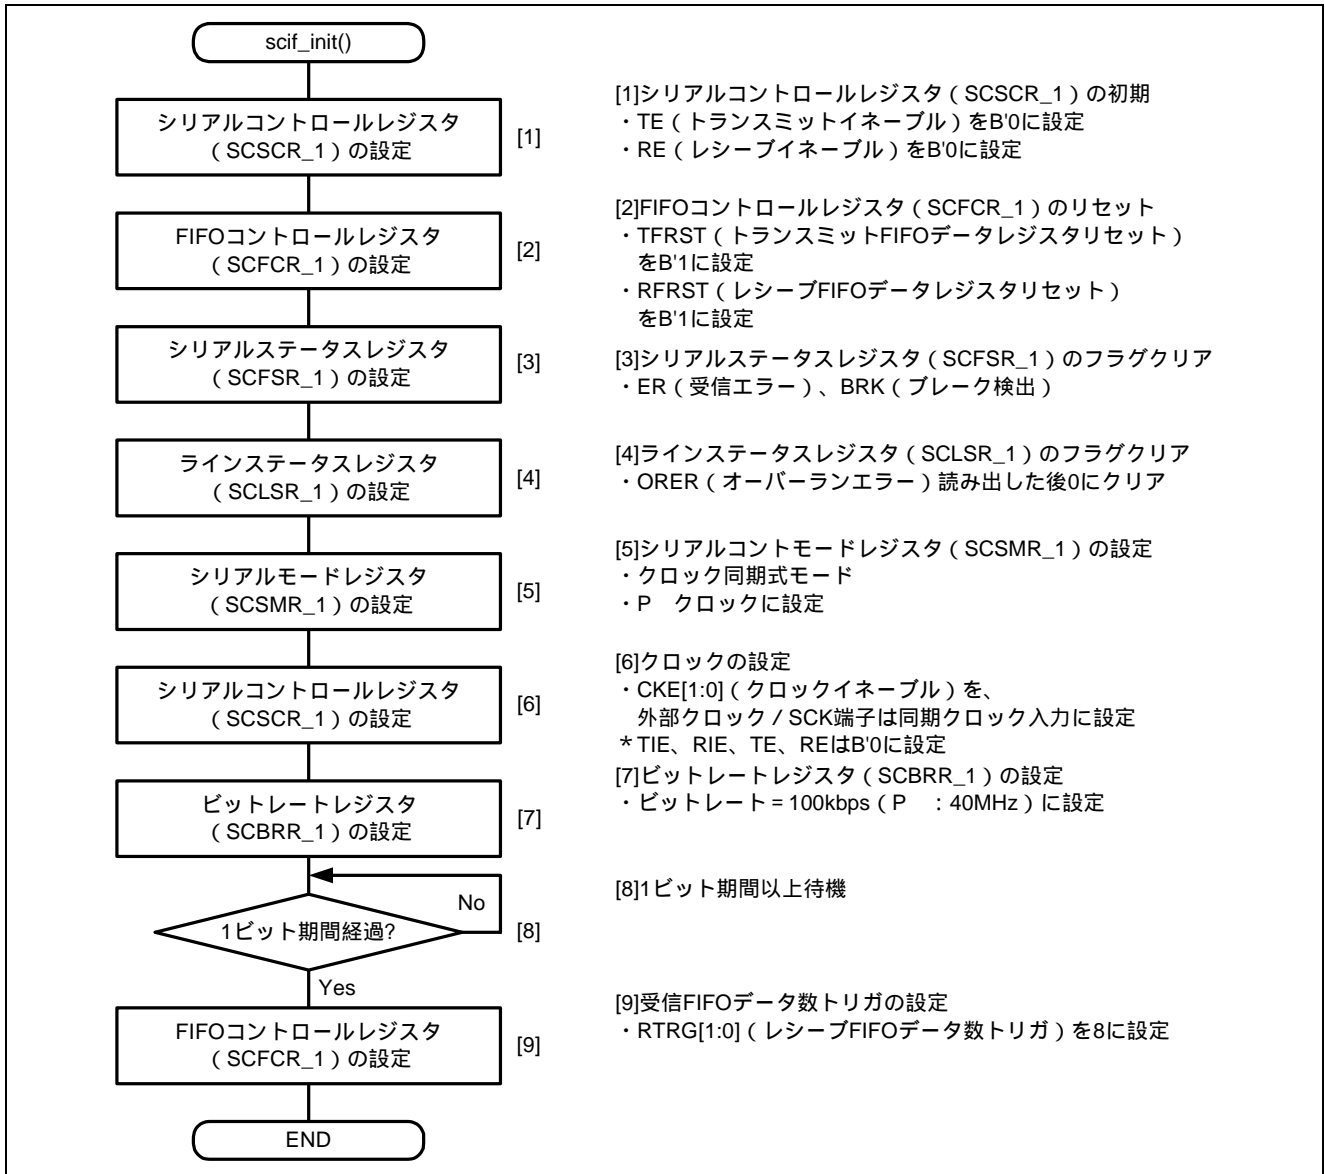 scif_init()
シリアルコントロールレジスタ
（SCSCR_1）の設定
[1]
[1]シリアルコントロールレジスタ（SCSCR_1）の初期
・TE（トランスミットイネーブル）をB'0に設定
・RE（レシーブイネーブル）をB'0に設定
FIFOコントロールレジスタ
（SCFCR_1）の設定
[2]
[2]FIFOコントロールレジスタ（SCFCR_1）のリセット
・TFRST（トランスミットFIFOデータレジスタリセット）
をB'1に設定
・RFRST（レシーブFIFOデータレジスタリセット）
をB'1に設定
シリアルステータスレジスタ
（SCFSR_1）の設定
[3]
[3]シリアルステータスレジスタ（SCFSR_1）のフラグクリア
・ER（受信エラー）、BRK（ブレーク検出）
ラインステータスレジスタ
（SCLSR_1）の設定
[4]
[4]ラインステータスレジスタ（SCLSR_1）のフラグクリア
・ORER（オーバーランエラー）読み出した後0にクリア
シリアルモードレジスタ
（SCSMR_1）の設定
[5]
[5]シリアルコントモードレジスタ（SCSMR_1）の設定
・クロック同期式モード
・P　クロックに設定
シリアルコントロールレジスタ
（SCSCR_1）の設定
[6]
[6]クロックの設定
・CKE[1:0]（クロックイネーブル）を、
外部クロック／SCK端子は同期クロック入力に設定
＊TIE、RIE、TE、REはB'0に設定
ビットレートレジスタ
（SCBRR_1）の設定
[7]
[7]ビットレートレジスタ（SCBRR_1）の設定
・ビットレート＝100kbps（P　：40MHz）に設定
No
1ビット期間経過?
[8]
[8]1ビット期間以上待機
Yes
FIFOコントロールレジスタ
（SCFCR_1）の設定
[9]
[9]受信FIFOデータ数トリガの設定
・RTRG[1:0]（レシーブFIFOデータ数トリガ）を8に設定
END